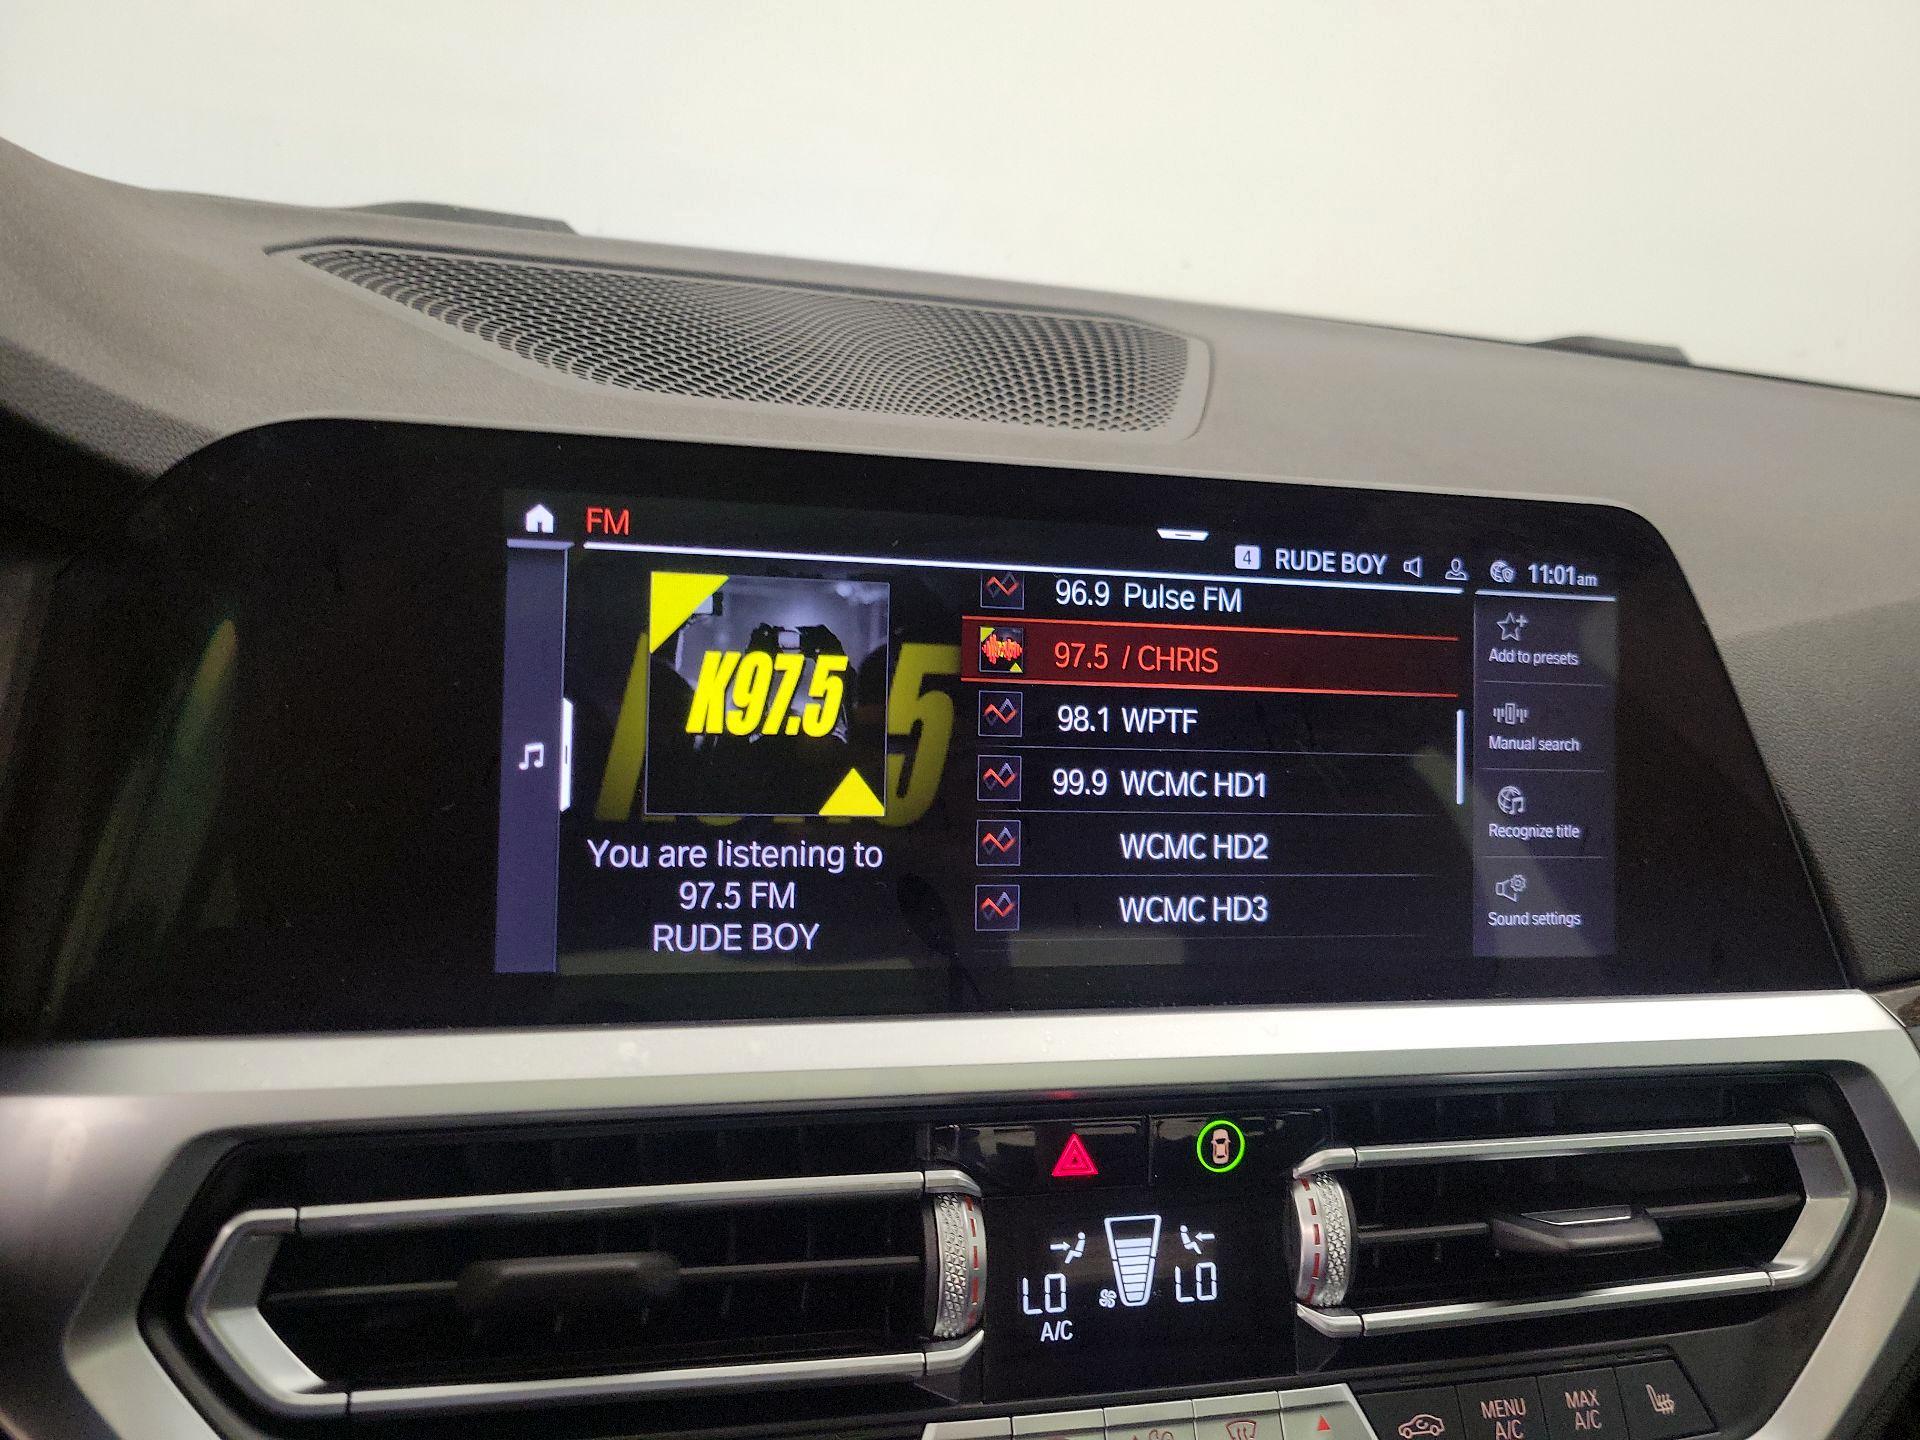 FM
4 RUDE BOY 11:01am
K97.5
You are listening to
97.5 FM
RUDE BOY
96.9 Pulse FM
97.5 / CHRIS
98.1 WPTF
99.9 WCMC HD1
WCMC HD2
WCMC HD3
Add to presets
Manual search
Recognize title
Sound settings
LO LO
A/C
MENU
A/C
MAX
A/C